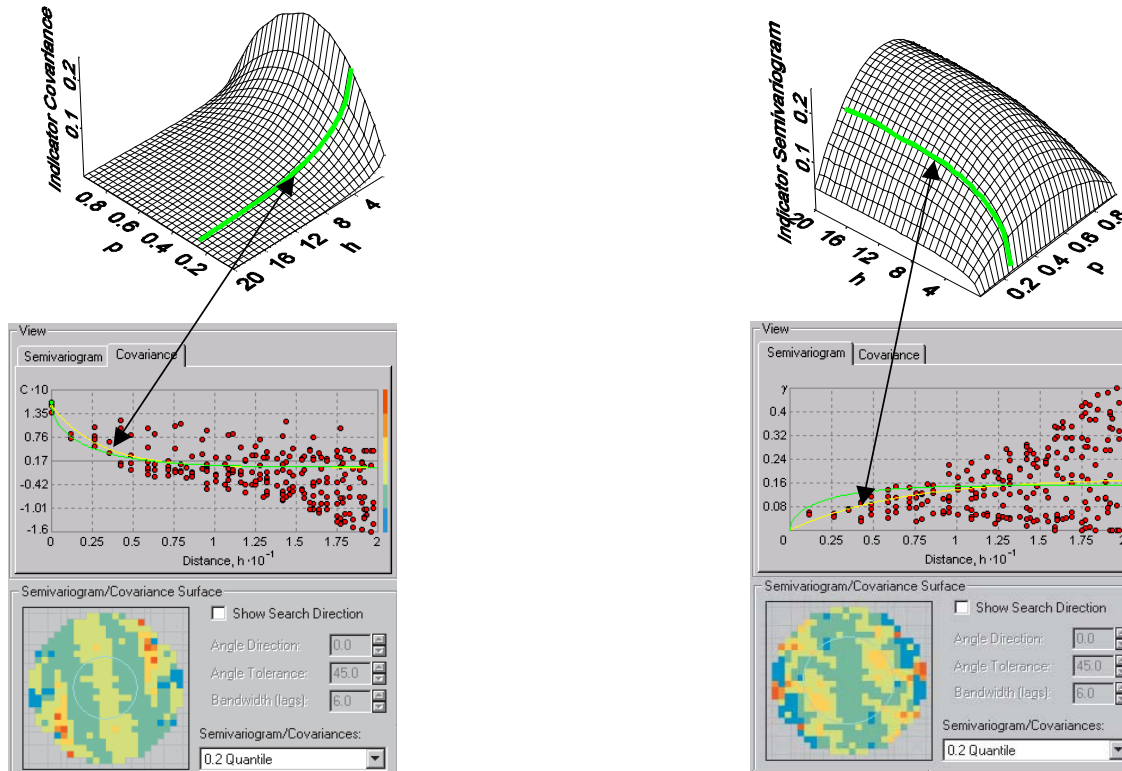 Indicator Covariance
0.2
0.1
0.8 0.6 0.4 0.2
p
20 16 12 8 4
h
Indicator Semivariogram
0.2
0.1
20 16 12 8 4
h
0.2 0.4 0.6 0.8
p
View
Semivariogram Covariance
C·10
1.35
0.76
0.17
-0.42
-1.01
-1.6
0 0.25 0.5 0.75 1 1.25 1.5 1.75 2
Distance, h·10⁻¹
Semivariogram/Covariance Surface
Show Search Direction
Angle Direction: 0.0
Angle Tolerance: 45.0
Bandwidth (lags): 6.0
Semivariogram/Covariances:
0.2 Quantile
View
Semivariogram Covariance
γ
0.4
0.32
0.24
0.16
0.08
0 0.25 0.5 0.75 1 1.25 1.5 1.75 2
Distance, h·10⁻¹
Semivariogram/Covariance Surface
Show Search Direction
Angle Direction: 0.0
Angle Tolerance: 45.0
Bandwidth (lags): 6.0
Semivariogram/Covariances:
0.2 Quantile